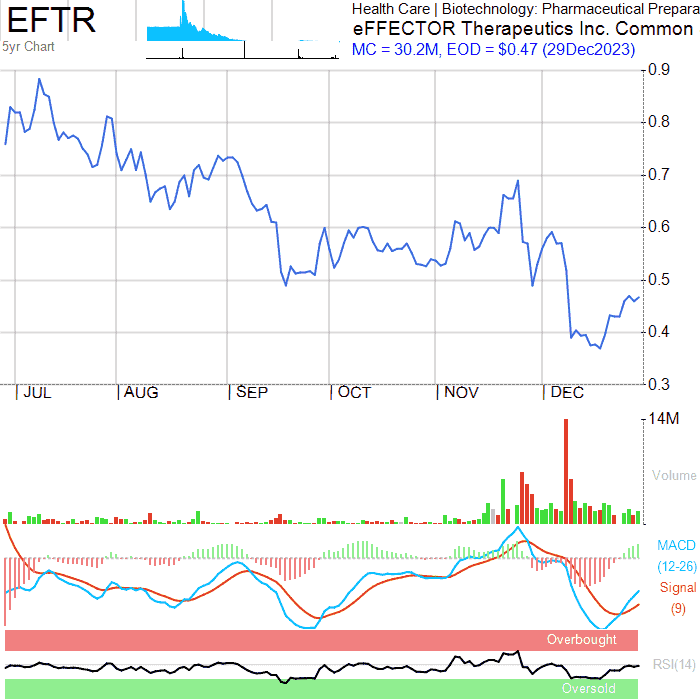 EFTR
5yr Chart
Health Care | Biotechnology: Pharmaceutical Prepara
eFFECTOR Therapeutics Inc. Common
MC = 30.2M, EOD = $0.47 (29Dec2023)
0.9
0.8
0.7
0.6
0.5
0.4
0.3
JUL AUG SEP OCT NOV DEC
14M
Volume
MACD
(12-26)
Signal
(9)
Overbought
RSI(14)
Oversold